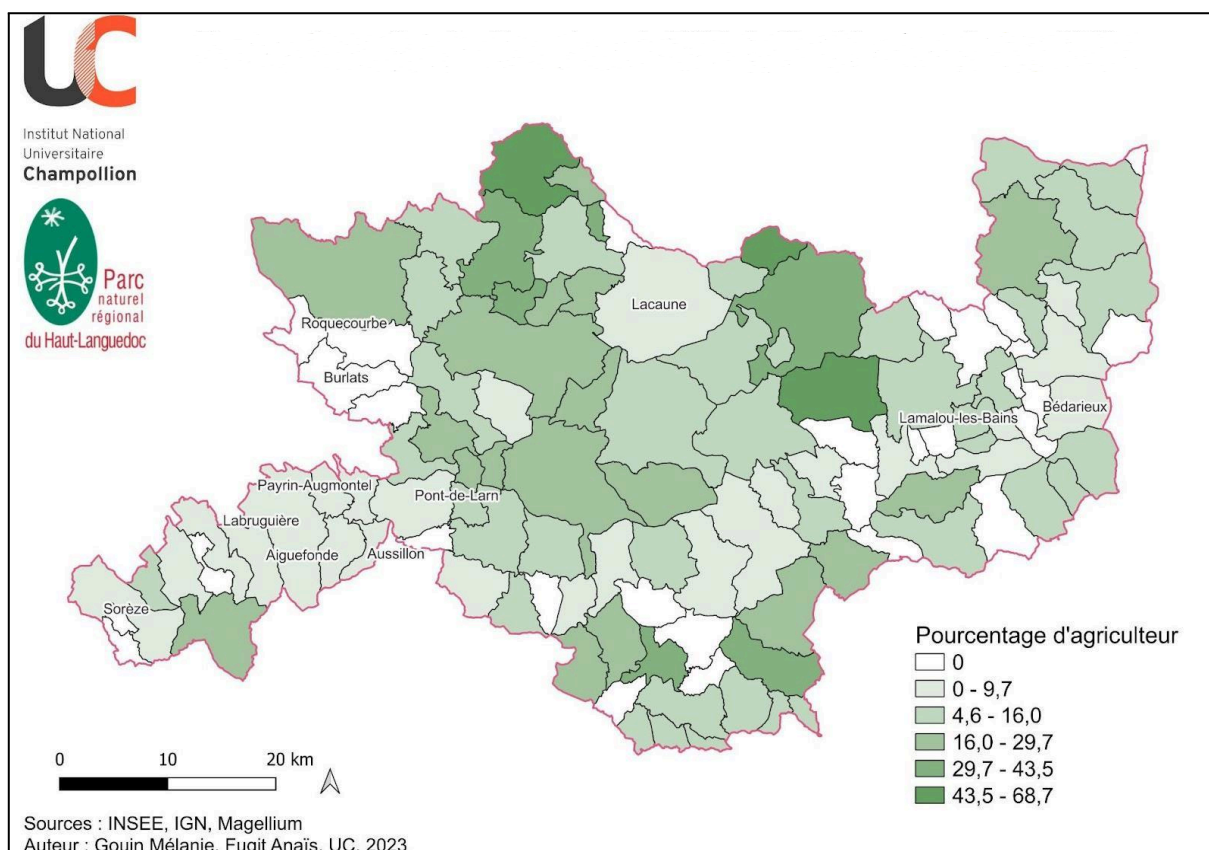 UC
Institut National
Universitaire
Champollion
Parc
naturel
régional
du Haut-Languedoc
Lacaune
Roquecourbe
Burlats
Lamalou-les-Bains
Bédarieux
Payrin-Augmontel
Pont-de-Larn
Labruguière
Aiguefonde
Aussillon
Sorèze
Pourcentage d'agriculteur
0
0 - 9,7
4,6 - 16,0
16,0 - 29,7
29,7 - 43,5
43,5 - 68,7
0 10 20 km
Sources : INSEE, IGN, Magellium
Auteur : Gouin Mélanie, Fugit Anaïs, UC, 2023